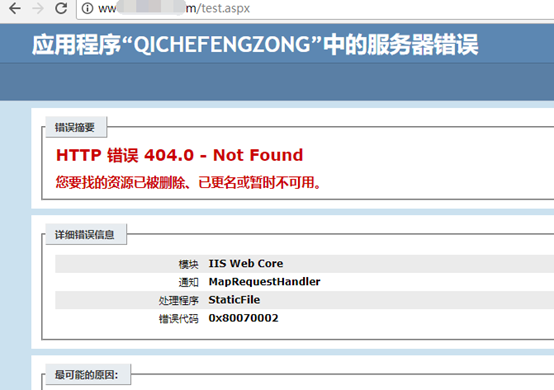 ww m/test.aspx
应用程序“QICHEFENGZONG”中的服务器错误
错误摘要
HTTP 错误 404.0 - Not Found
您要找的资源已被删除、已更名或暂时不可用。
详细错误信息
模块 IIS Web Core
通知 MapRequestHandler
处理程序 StaticFile
错误代码 0x80070002
最可能的原因: